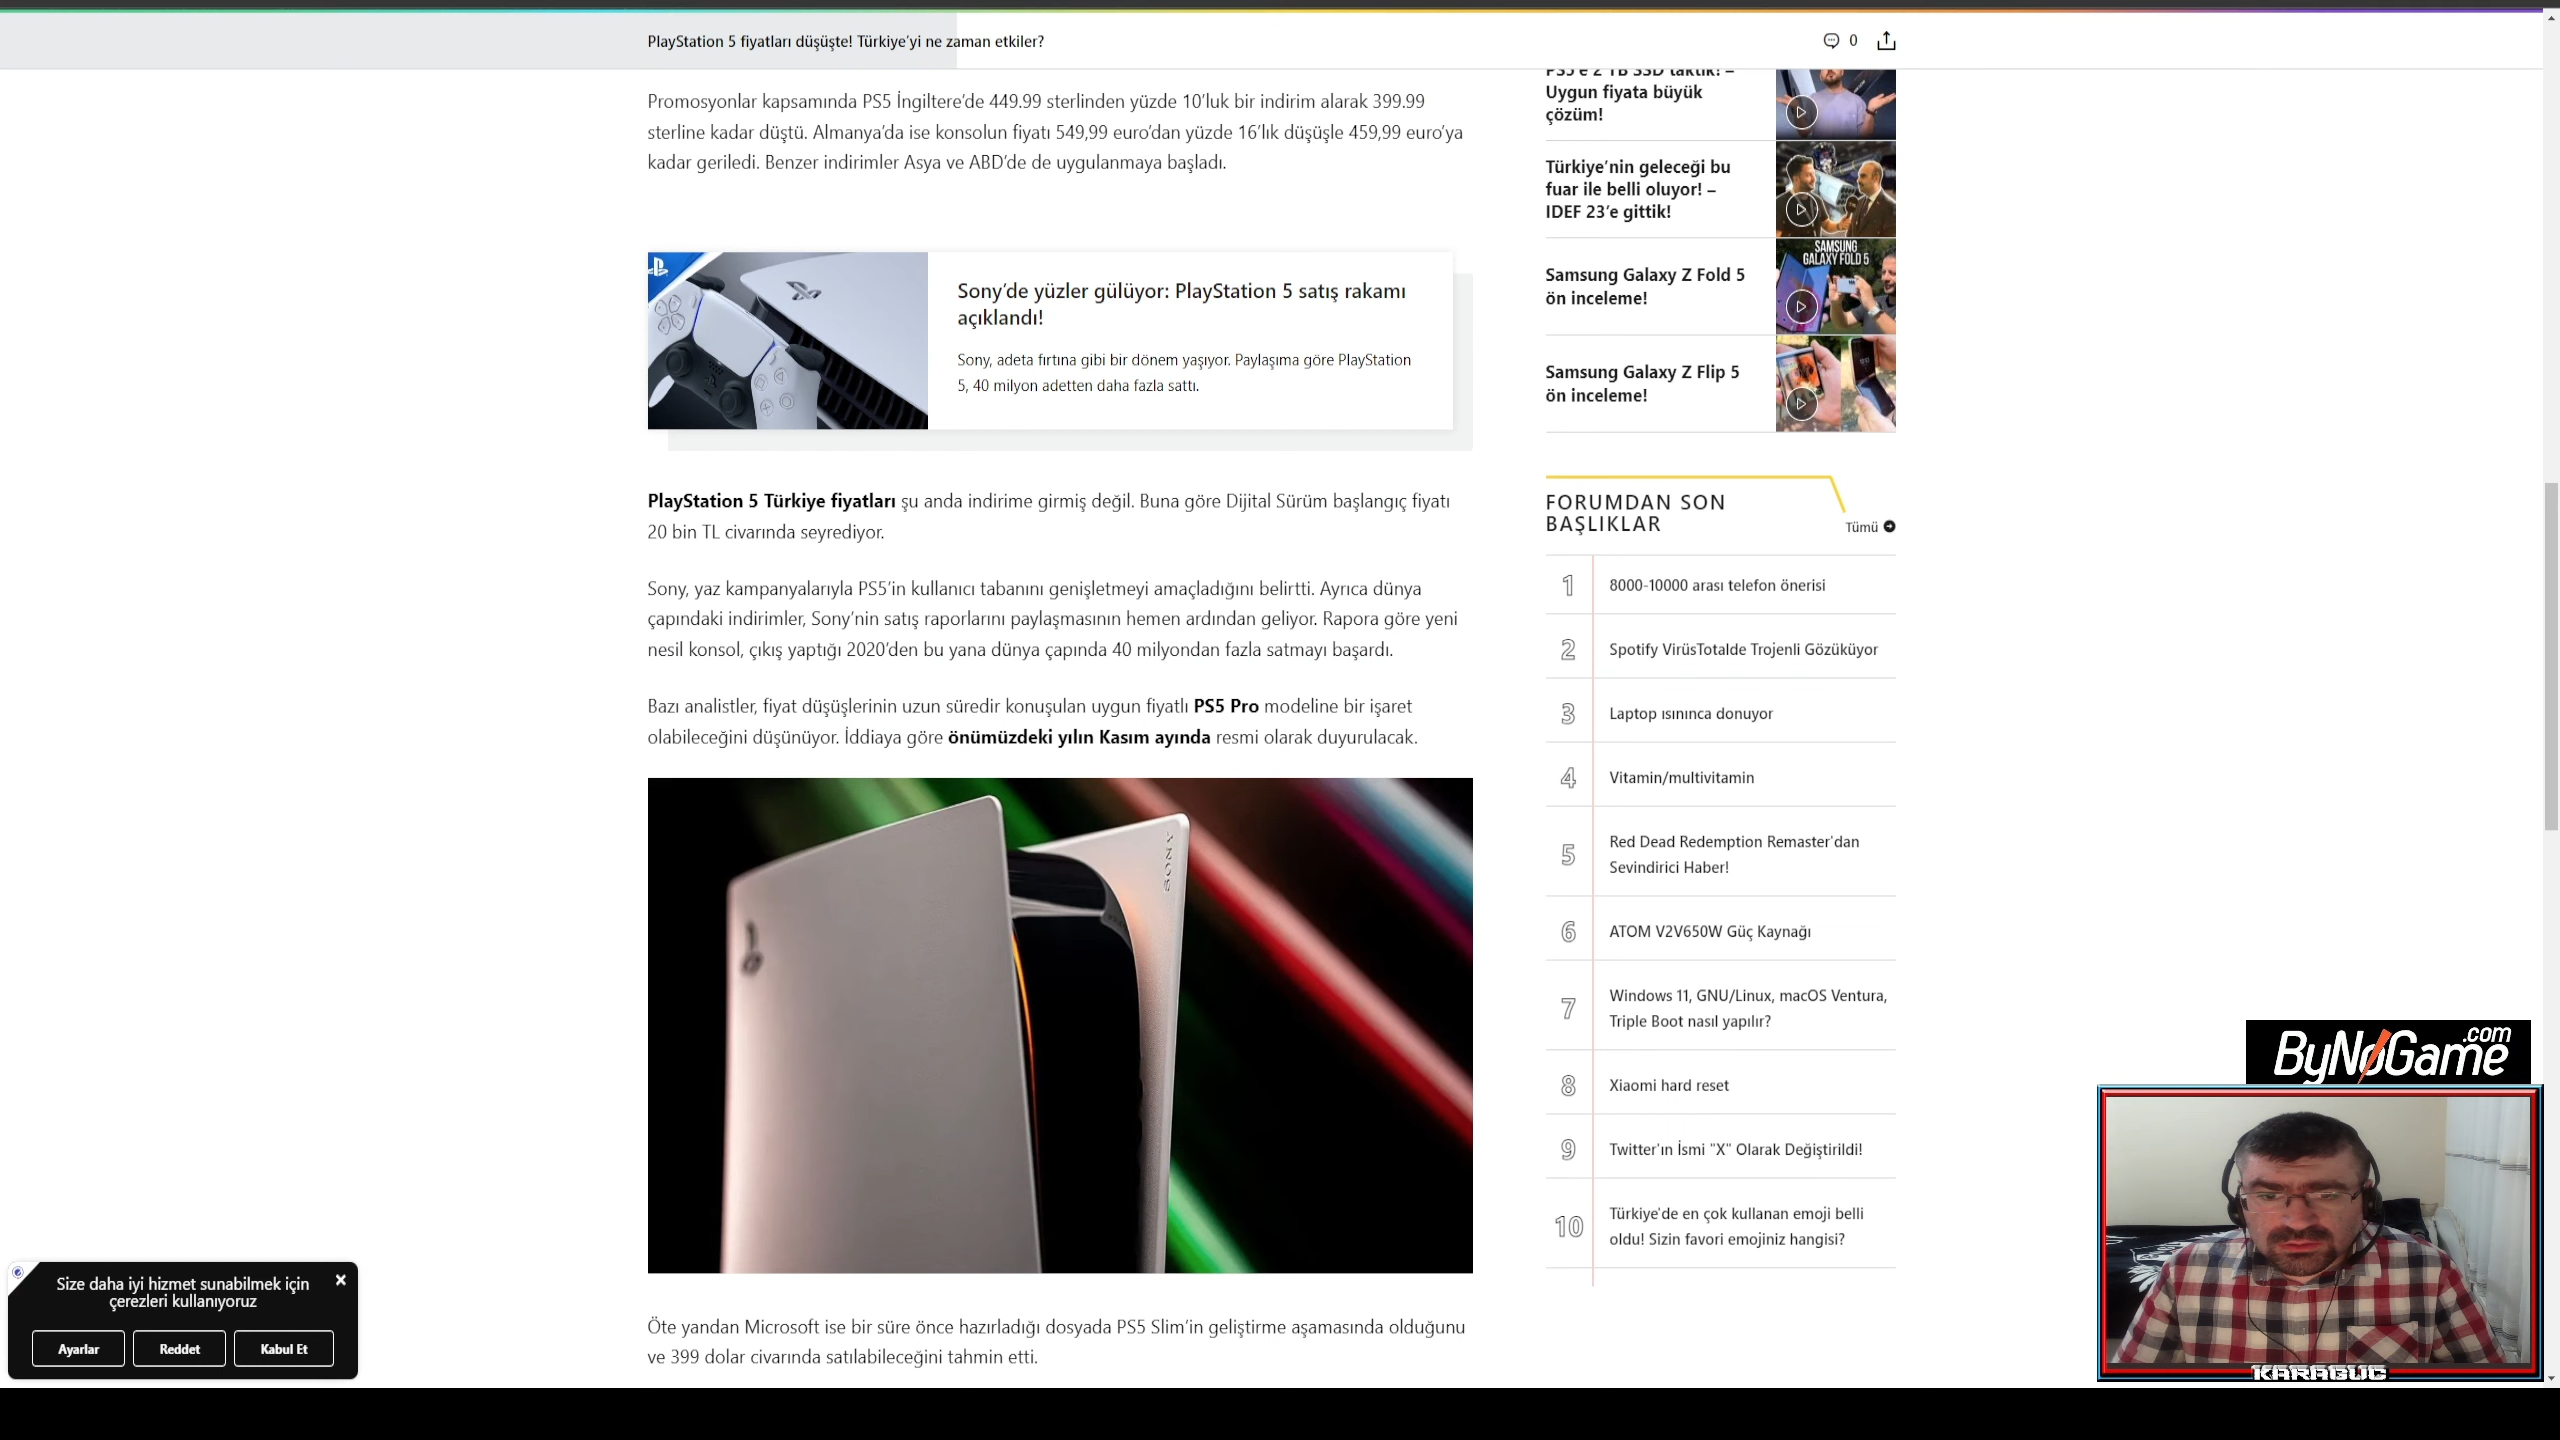 PlayStation 5 fiyatları düşüşte! Türkiye’yi ne zaman etkiler?
0
Promosyonlar kapsamında PS5 İngiltere’de 449.99 sterlinden yüzde 10’luk bir indirim alarak 399.99
sterline kadar düştü. Almanya’da ise konsolun fiyatı 549,99 euro’dan yüzde 16’lık düşüşle 459,99 euro’ya
kadar geriledi. Benzer indirimler Asya ve ABD’de de uygulanmaya başladı.
Sony’de yüzler gülüyor: PlayStation 5 satış rakamı
açıklandı!
Sony, adeta fırtına gibi bir dönem yaşıyor. Paylaşıma göre PlayStation
5, 40 milyon adetten daha fazla sattı.
PlayStation 5 Türkiye fiyatları şu anda indirime girmiş değil. Buna göre Dijital Sürüm başlangıç fiyatı
20 bin TL civarında seyrediyor.
Sony, yaz kampanyalarıyla PS5’in kullanıcı tabanını genişletmeyi amaçladığını belirtti. Ayrıca dünya
çapındaki indirimler, Sony’nin satış raporlarını paylaşmasının hemen ardından geliyor. Rapora göre yeni
nesil konsol, çıkış yaptığı 2020’den bu yana dünya çapında 40 milyondan fazla satmayı başardı.
Bazı analistler, fiyat düşüşlerinin uzun süredir konuşulan uygun fiyatlı PS5 Pro modeline bir işaret
olabileceğini düşünüyor. İddiaya göre önümüzdeki yılın Kasım ayında resmi olarak duyurulacak.
SONY
Öte yandan Microsoft ise bir süre önce hazırladığı dosyada PS5 Slim’in geliştirme aşamasında olduğunu
ve 399 dolar civarında satılabileceğini tahmin etti.
PS5’e 2 TB SSD taktık! –
Uygun fiyata büyük
çözüm!
Türkiye’nin geleceği bu
fuar ile belli oluyor! –
IDEF 23’e gittik!
Samsung Galaxy Z Fold 5
ön inceleme!
SAMSUNG
GALAXY FOLD 5
Samsung Galaxy Z Flip 5
ön inceleme!
FORUMDAN SON
BAŞLIKLAR
Tümü
1 8000-10000 arası telefon önerisi
2 Spotify VirüsTotalde Trojenli Gözüküyor
3 Laptop ısınınca donuyor
4 Vitamin/multivitamin
5 Red Dead Redemption Remaster'dan
Sevindirici Haber!
6 ATOM V2V650W Güç Kaynağı
7 Windows 11, GNU/Linux, macOS Ventura,
Triple Boot nasıl yapılır?
8 Xiaomi hard reset
9 Twitter'ın İsmi "X" Olarak Değiştirildi!
10 Türkiye'de en çok kullanan emoji belli
oldu! Sizin favori emojiniz hangisi?
Size daha iyi hizmet sunabilmek için
çerezleri kullanıyoruz
Ayarlar
Reddet
Kabul Et
ByNoGame.com
KARAGUC